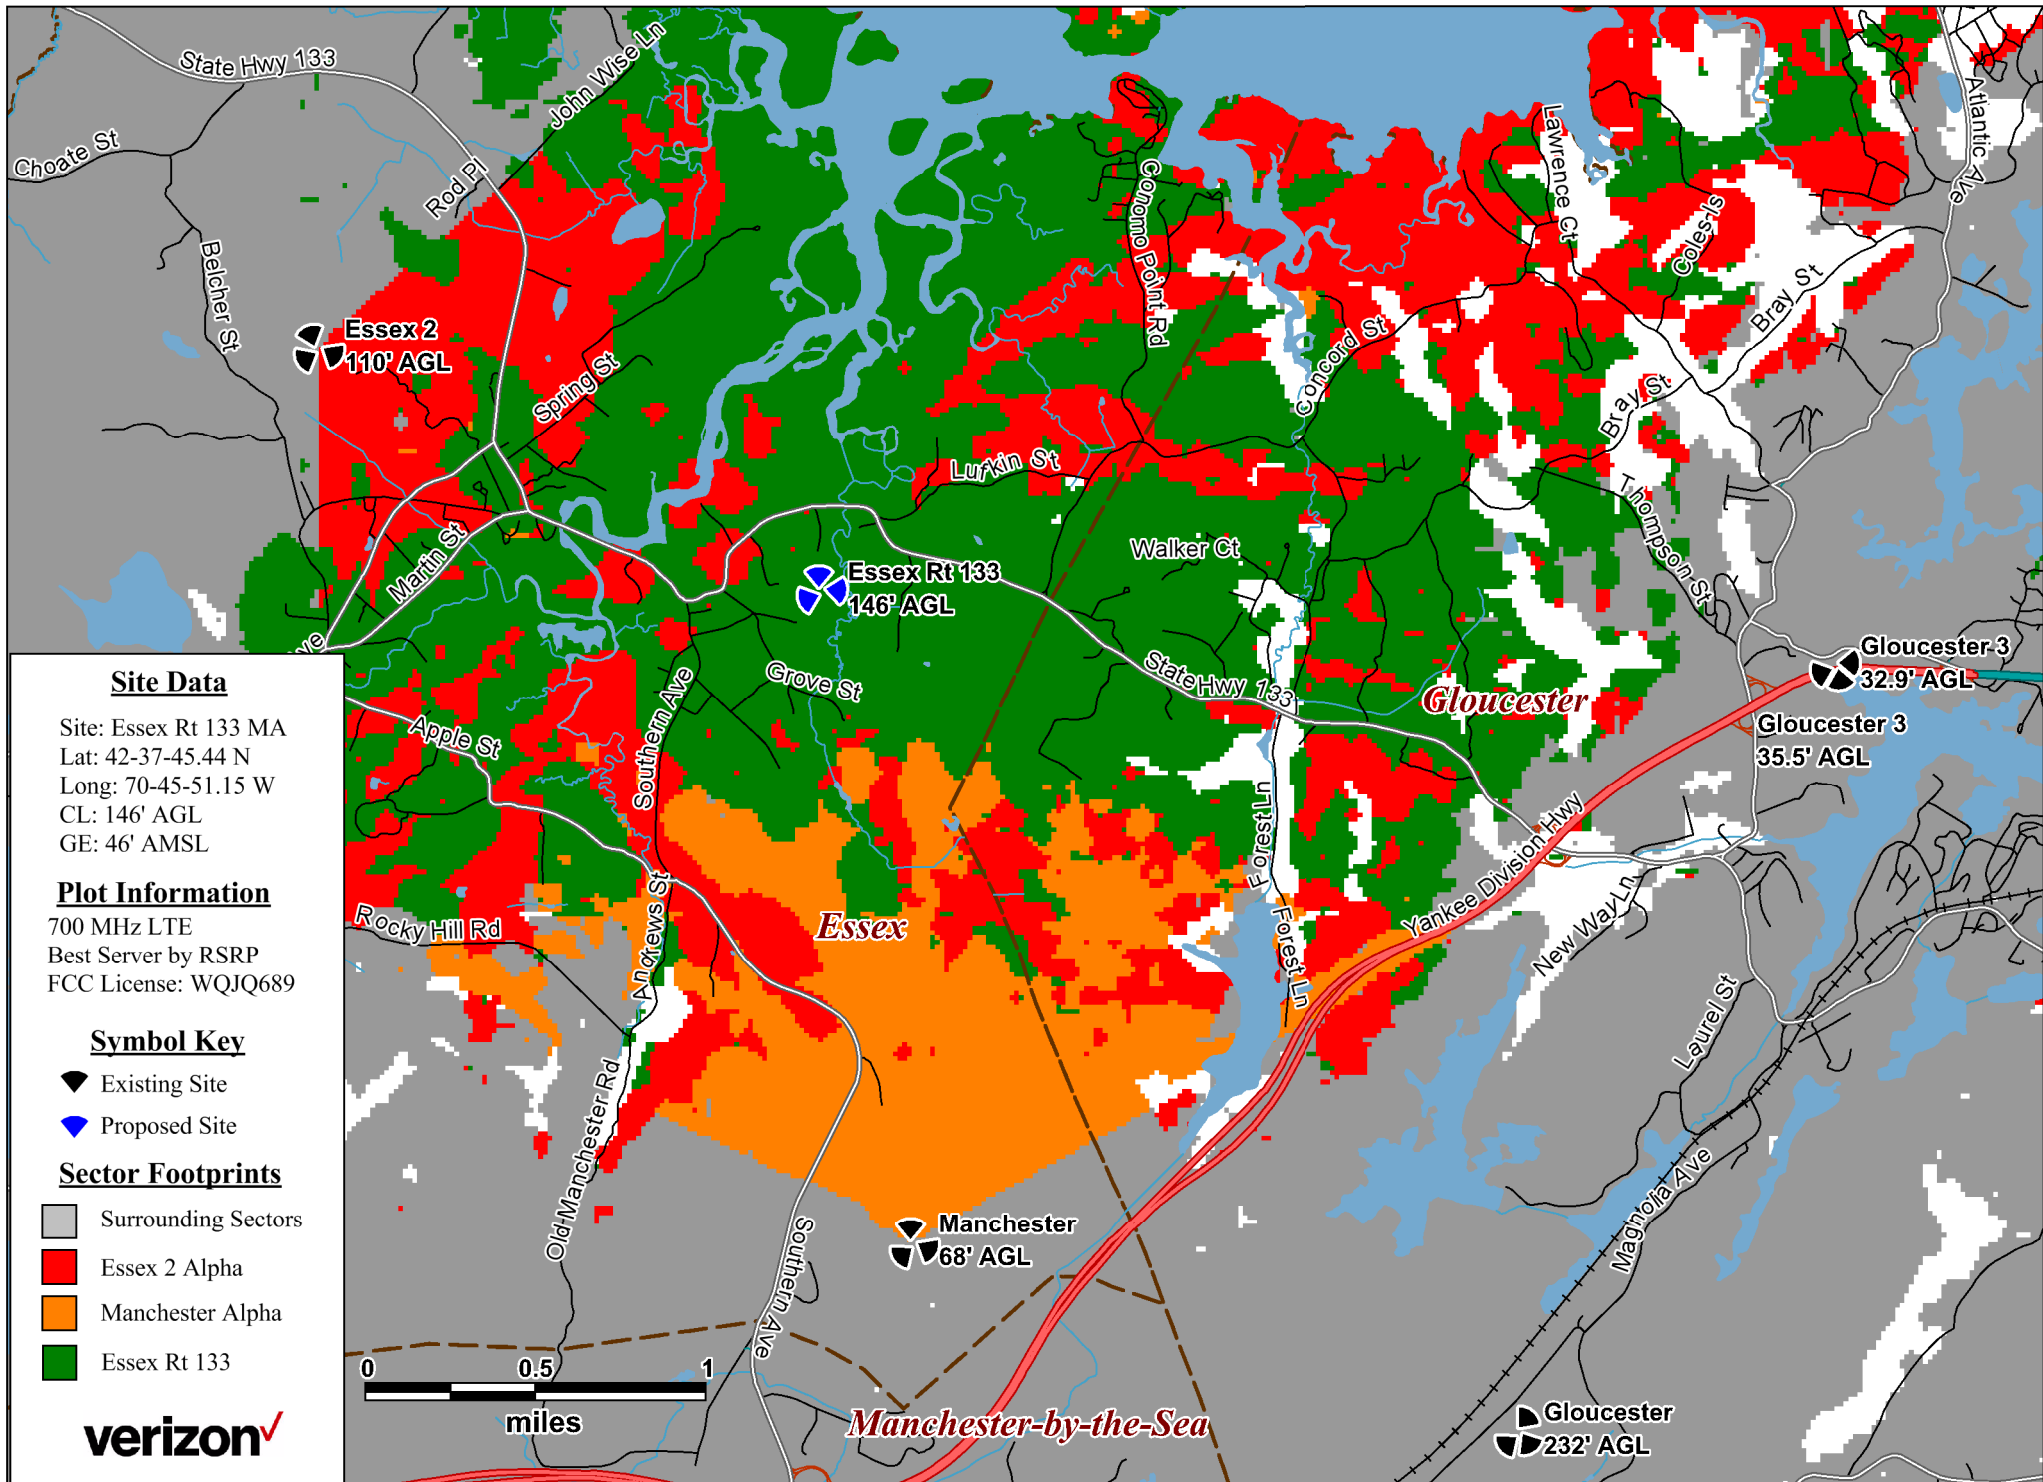 State Hwy 133
John Wise Ln
Choate St
Rod Pl
Belcher St
Essex 2
110' AGL
Spring St
Martin St
Conomo Point Rd
Lawrence Ct
Coles-Is
Atlantic Ave
Bray St
Concord St
Bray St
Lufkin St
Thompson St
Walker Ct
Essex Rt 133
146' AGL
Grove St
State Hwy 133
Gloucester
Gloucester 3
32.9' AGL
Gloucester 3
35.5' AGL
ve
Apple St
Southern Ave
Forest Ln
Yankee Division Hwy
Essex
Rocky Hill Rd
Andrews St
Forest Ln
New Way Ln
Laurel St
Old-Manchester Rd
Magnolia Ave
Manchester
68' AGL
Southern Ave
Manchester-by-the-Sea
Gloucester
232' AGL
Site Data
Site: Essex Rt 133 MA
Lat: 42-37-45.44 N
Long: 70-45-51.15 W
CL: 146' AGL
GE: 46' AMSL
Plot Information
700 MHz LTE
Best Server by RSRP
FCC License: WQJQ689
Symbol Key
Existing Site
Proposed Site
Sector Footprints
Surrounding Sectors
Essex 2 Alpha
Manchester Alpha
Essex Rt 133
verizon
0 0.5 1
miles